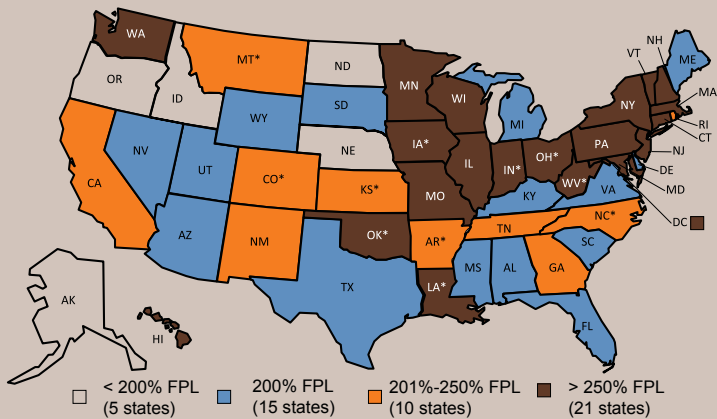 WA
MT*
ND
MN
VT
NH
ME
OR
ID
SD
WI
NY
MA
WY
MI
RI
CT
NV
NE
IA*
PA
NJ
UT
IL
IN*
OH*
DE
CA
CO*
KS*
MO
WV*
VA
MD
KY
DC
AZ
NM
OK*
AR*
TN
NC*
SC
MS
AL
GA
TX
LA*
AK
HI
FL
< 200% FPL
(5 states)
200% FPL
(15 states)
201%-250% FPL
(10 states)
> 250% FPL
(21 states)